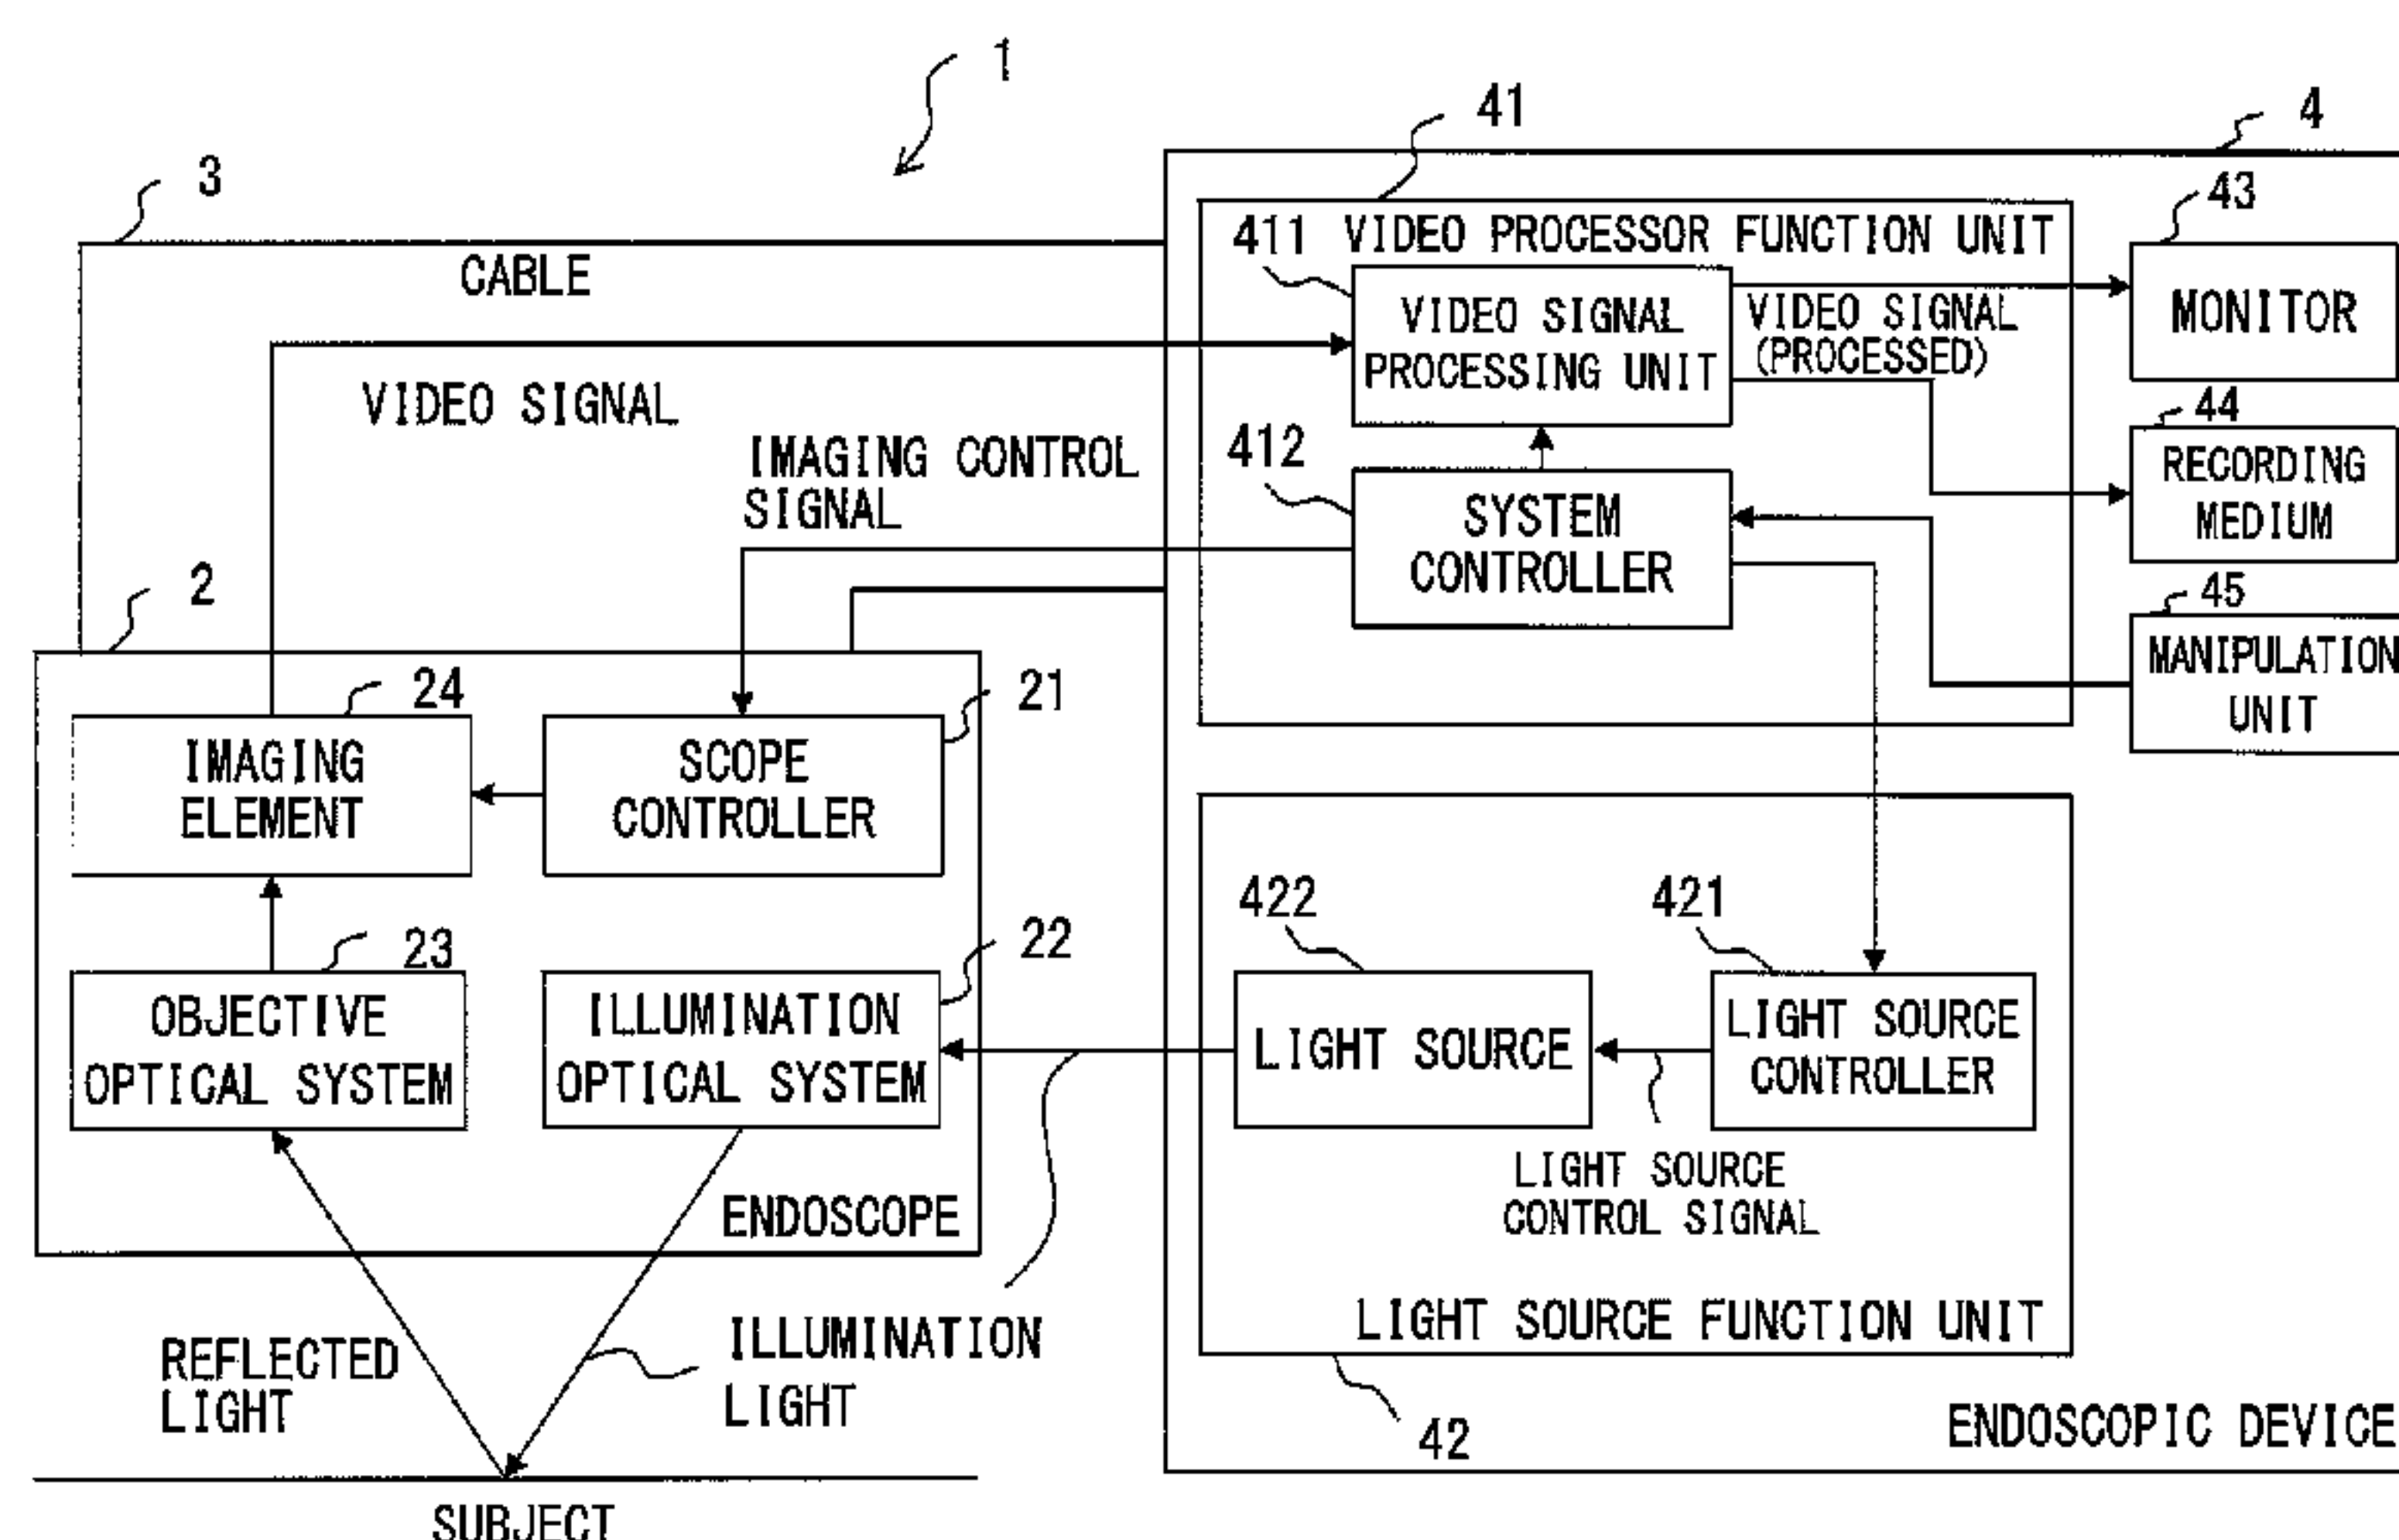 1
41
4
3
43
411 VIDEO PROCESSOR FUNCTION UNIT
CABLE
VIDEO SIGNAL
PROCESSING UNIT
VIDEO SIGNAL
(PROCESSED)
MONITOR
VIDEO SIGNAL
44
IMAGING CONTROL
SIGNAL
412
SYSTEM
CONTROLLER
RECORDING
MEDIUM
2
45
MANIPULATION
UNIT
24
21
IMAGING
ELEMENT
SCOPE
CONTROLLER
422
421
23
22
OBJECTIVE
OPTICAL SYSTEM
ILLUMINATION
OPTICAL SYSTEM
LIGHT SOURCE
LIGHT SOURCE
CONTROLLER
LIGHT SOURCE
CONTROL SIGNAL
ENDOSCOPE
REFLECTED
LIGHT
ILLUMINATION
LIGHT
LIGHT SOURCE FUNCTION UNIT
42
ENDOSCOPIC DEVICE
SUBJECT